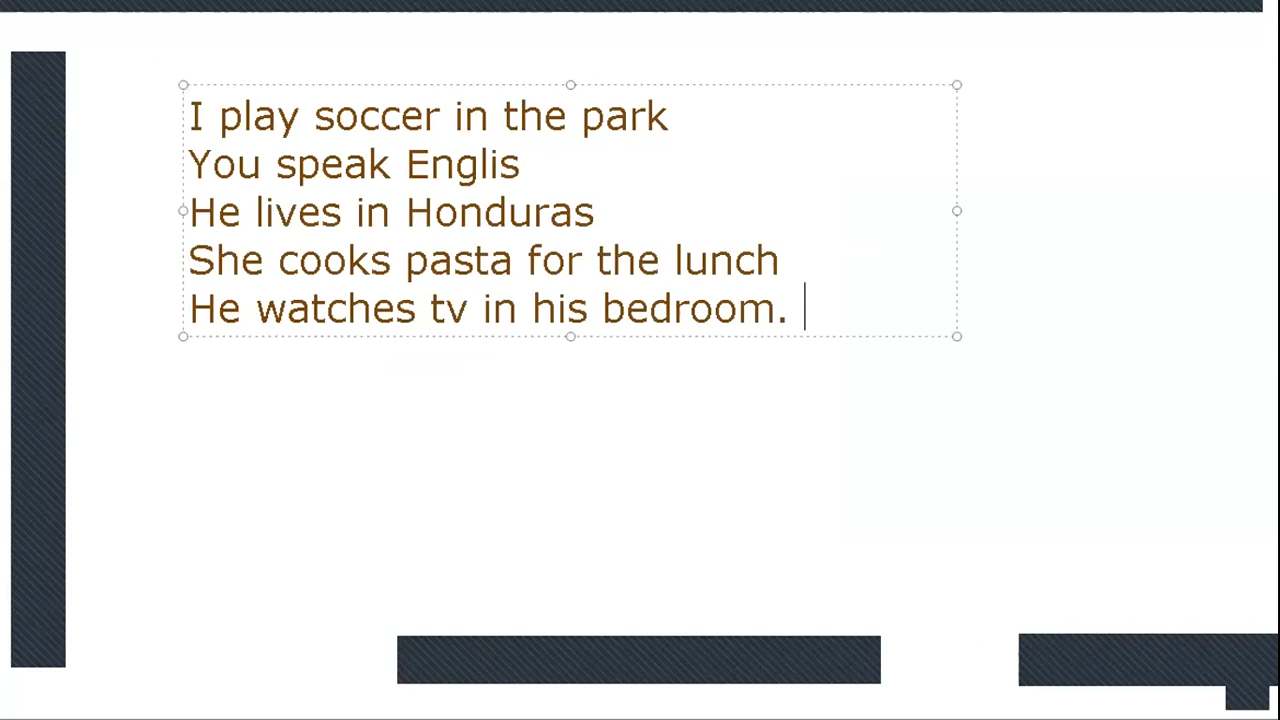 I play soccer in the park
You speak Englis
He lives in Honduras
She cooks pasta for the lunch
He watches tv in his bedroom.